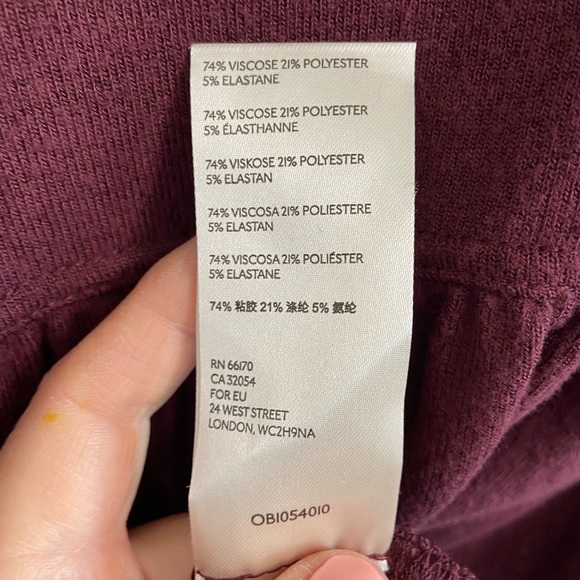 74% VISCOSE 21% POLYESTER
5% ELASTANE
74% VISCOSE 21% POLYESTER
5% ÉLASTHANNE
74% VISKOSE 21% POLYESTER
5% ELASTAN
74% VISCOSA 21% POLIESTERE
5% ELASTAN
74% VISCOSA 21% POLIÉSTER
5% ELASTANE
74% 粘胶 21% 涤纶 5% 氨纶
RN 66170
CA 32054
FOR EU
24 WEST STREET
LONDON, WC2H9NA
OB1054010